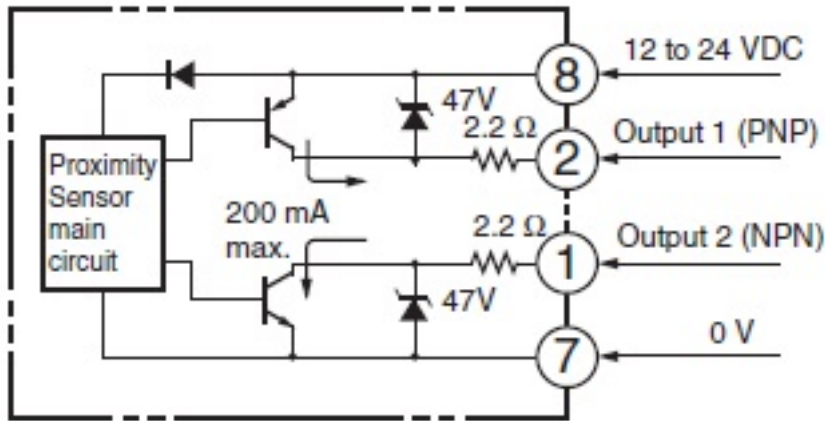 8
12 to 24 VDC
47V
2.2 Ω
2
Output 1 (PNP)
Proximity
Sensor
main
circuit
200 mA
max.
2.2 Ω
1
Output 2 (NPN)
47V
7
0 V